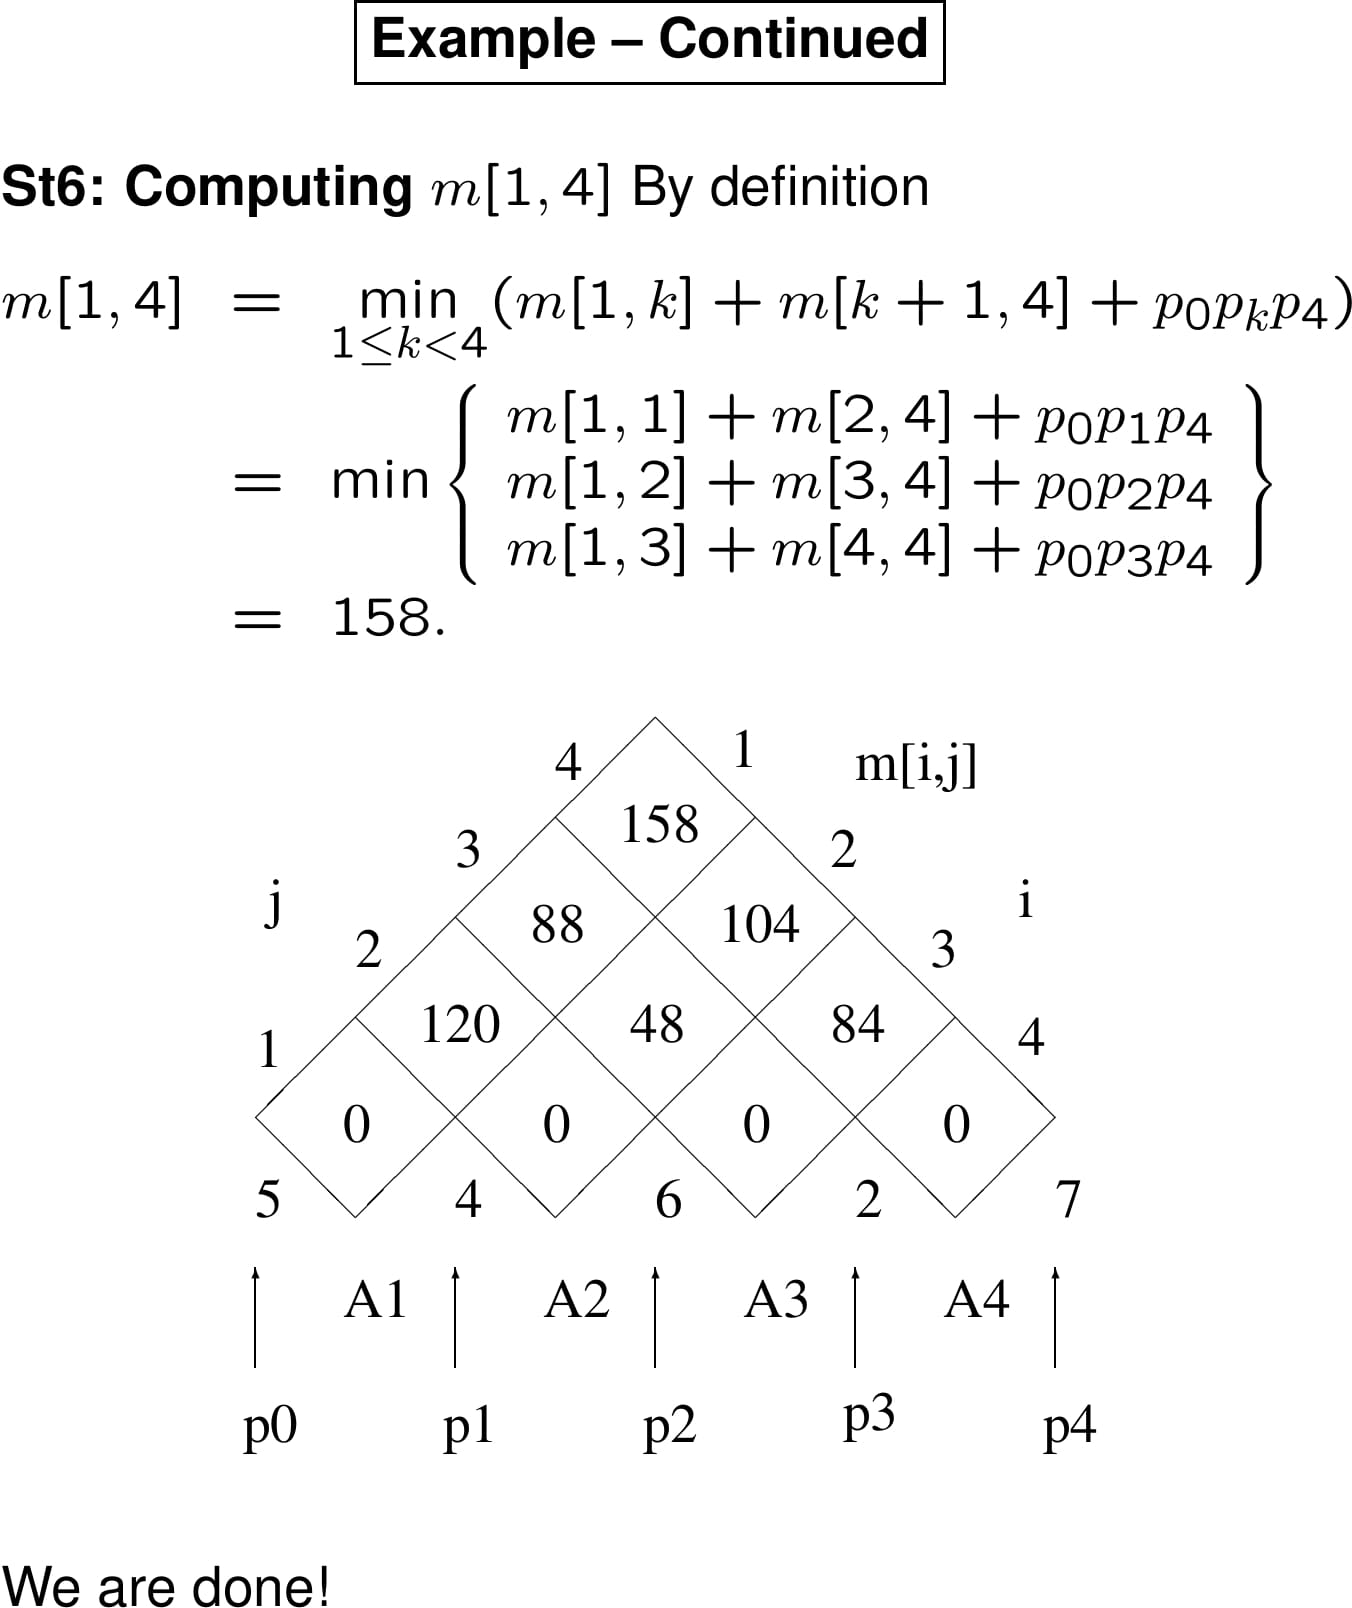 Example – Continued
St6: Computing m[1, 4] By definition
m[1, 4] = min (m[1, k] + m[k + 1, 4] + p0pkp4)
1≤k<4
m[1, 1] + m[2, 4] + p0p1p4
= min { m[1, 2] + m[3, 4] + p0p2p4 }
m[1, 3] + m[4, 4] + p0p3p4
= 158.
4 1 m[i,j]
158
3 2
j i
88 104
2 3
120 48 84
1 4
0 0 0 0
5 4 6 2 7
A1 A2 A3 A4
p0 p1 p2 p3 p4
We are done!